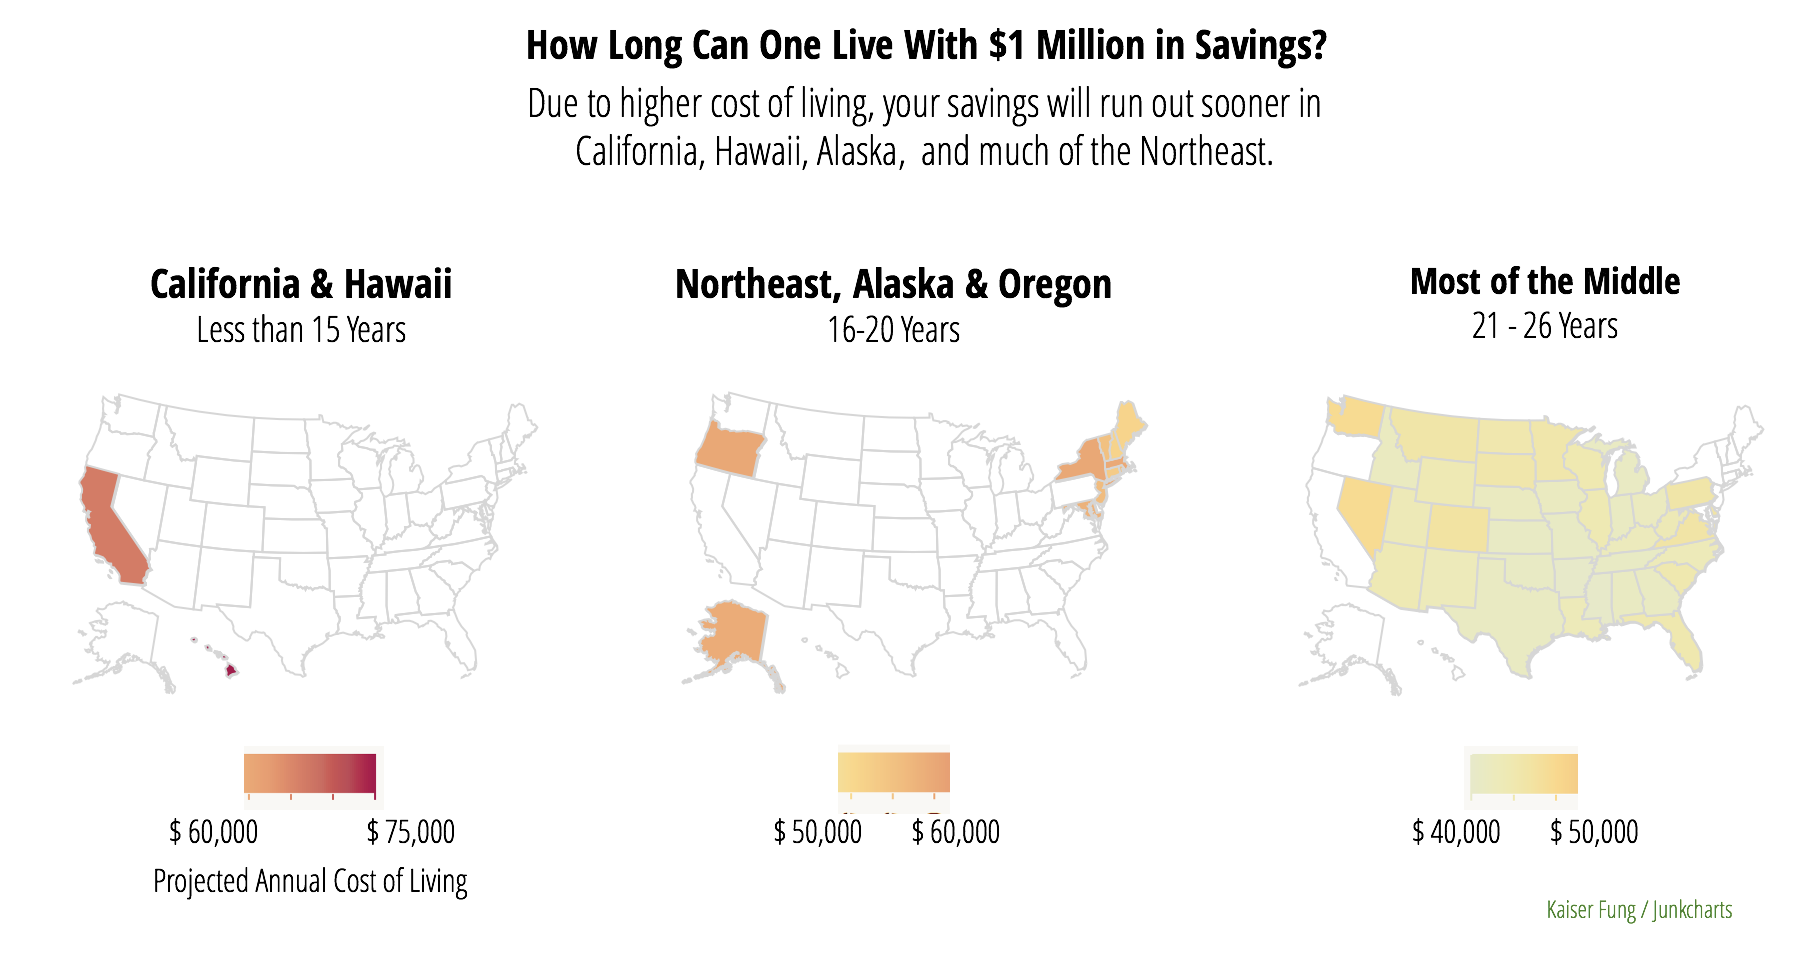 How Long Can One Live With $1 Million in Savings?
Due to higher cost of living, your savings will run out sooner in
California, Hawaii, Alaska,  and much of the Northeast.
California & Hawaii
Less than 15 Years
Northeast, Alaska & Oregon
16-20 Years
Most of the Middle
21 - 26 Years
$ 60,000
$ 75,000
Projected Annual Cost of Living
$ 50,000
$ 60,000
$ 40,000
$ 50,000
Kaiser Fung / Junkcharts